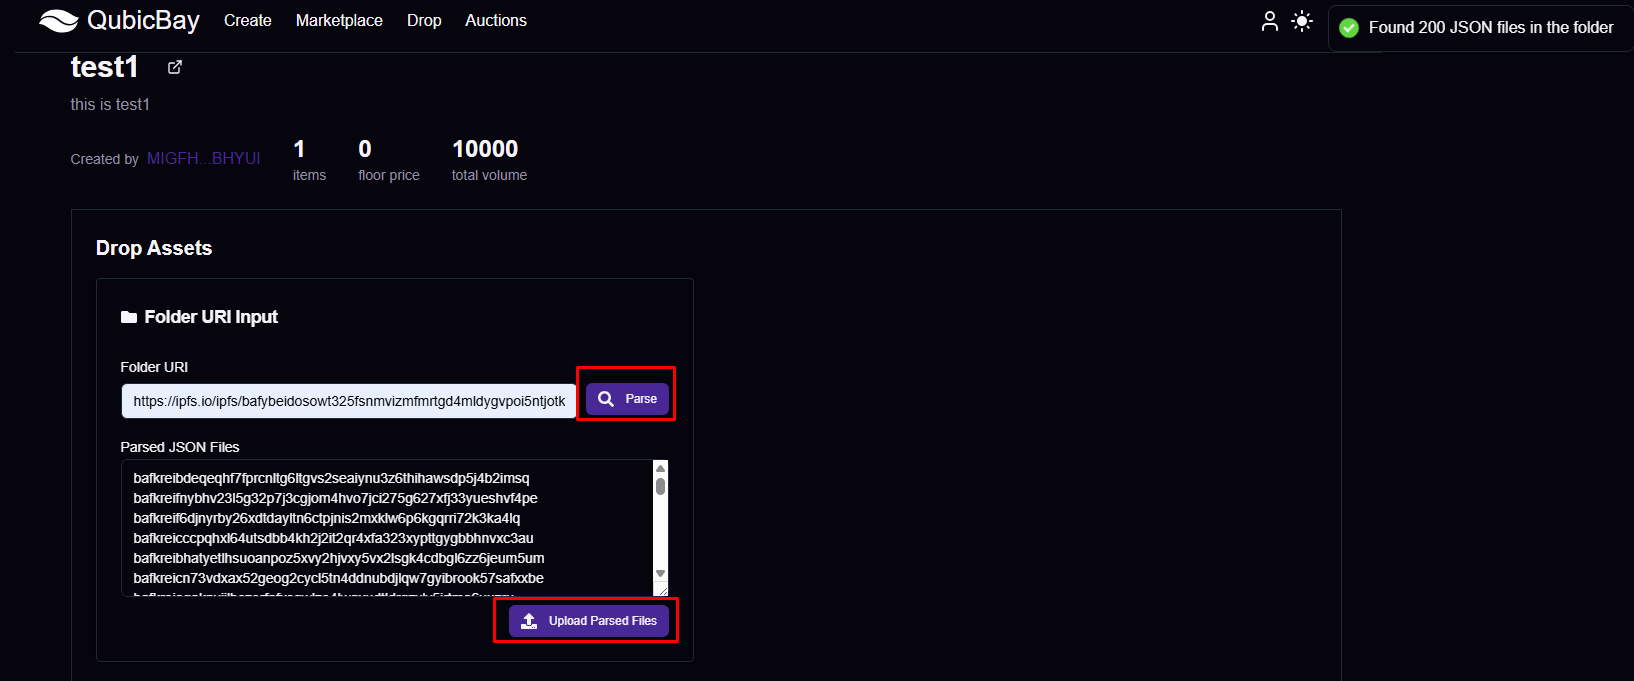 QubicBay Create Marketplace Drop Auctions
Found 200 JSON files in the folder
test1
this is test1
Created by MIGFH...BHYUI
1 0 10000
items floor price total volume
Drop Assets
Folder URI Input
Folder URI
https://ipfs.io/ipfs/bafybeidosowt325fsnmvizmfmrtgd4mldygvpoi5ntjotk
Parse
Parsed JSON Files
bafkreibdeqeqhf7fprcnltg6ltgvs2seaiynu3z6thihawsdp5j4b2imsq
bafkreifnybhv23l5g32p7j3cgjom4hvo7jci275g627xfj33yueshvf4pe
bafkreif6djnyrby26xdtdayltn6ctpjnis2mxklw6p6kgqrri72k3ka4lq
bafkreicccpqhxl64utsdbb4kh2j2it2qr4xfa323xypttgygbbhnvxc3au
bafkreibhatyetlhsuoanpoz5xvy2hjvxy5vx2lsgk4cdbgl6zz6jeum5um
bafkreicn73vdxax52geog2cycl5tn4ddnubdjlqw7gyibrook57safxxbe
Upload Parsed Files